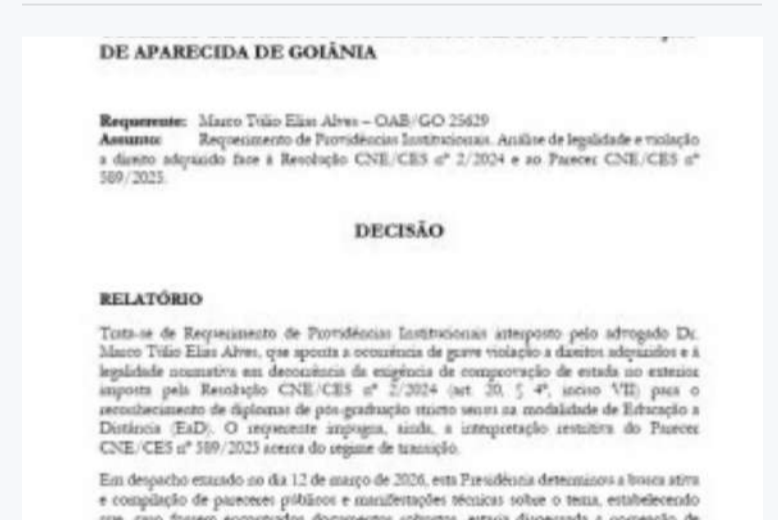 DE APARECIDA DE GOIÂNIA
Requerente: Marco Túlio Elias Alves – OAB/GO 25629
Assunto: Requerimento de Providências Institucionais. Análise de legalidade e violação
a direito adquirido face à Resolução CNE/CES nº 2/2024 e ao Parecer CNE/CES nº
589/2025.
DECISÃO
RELATÓRIO
Trata-se de Requerimento de Providências Institucionais interposto pelo advogado Dr.
Marco Túlio Elias Alves, que aponta a ocorrência de grave violação a direitos adquiridos e à
legalidade normativa em decorrência da exigência de comprovação de estada no exterior
imposta pela Resolução CNE/CES nº 2/2024 (art. 20, § 4º, inciso VII) para o
reconhecimento de diplomas de pós-graduação stricto sensu na modalidade de Educação a
Distância (EaD). O requerente impugna, ainda, a interpretação restritiva do Parecer
CNE/CES nº 589/2025 acerca do regime de transição.
Em despacho exarado no dia 12 de março de 2026, esta Presidência determinou a busca ativa
e compilação de pareceres públicos e manifestações técnicas sobre o tema, estabelecendo
que, caso fossem encontrados documentos estaria dispensada a